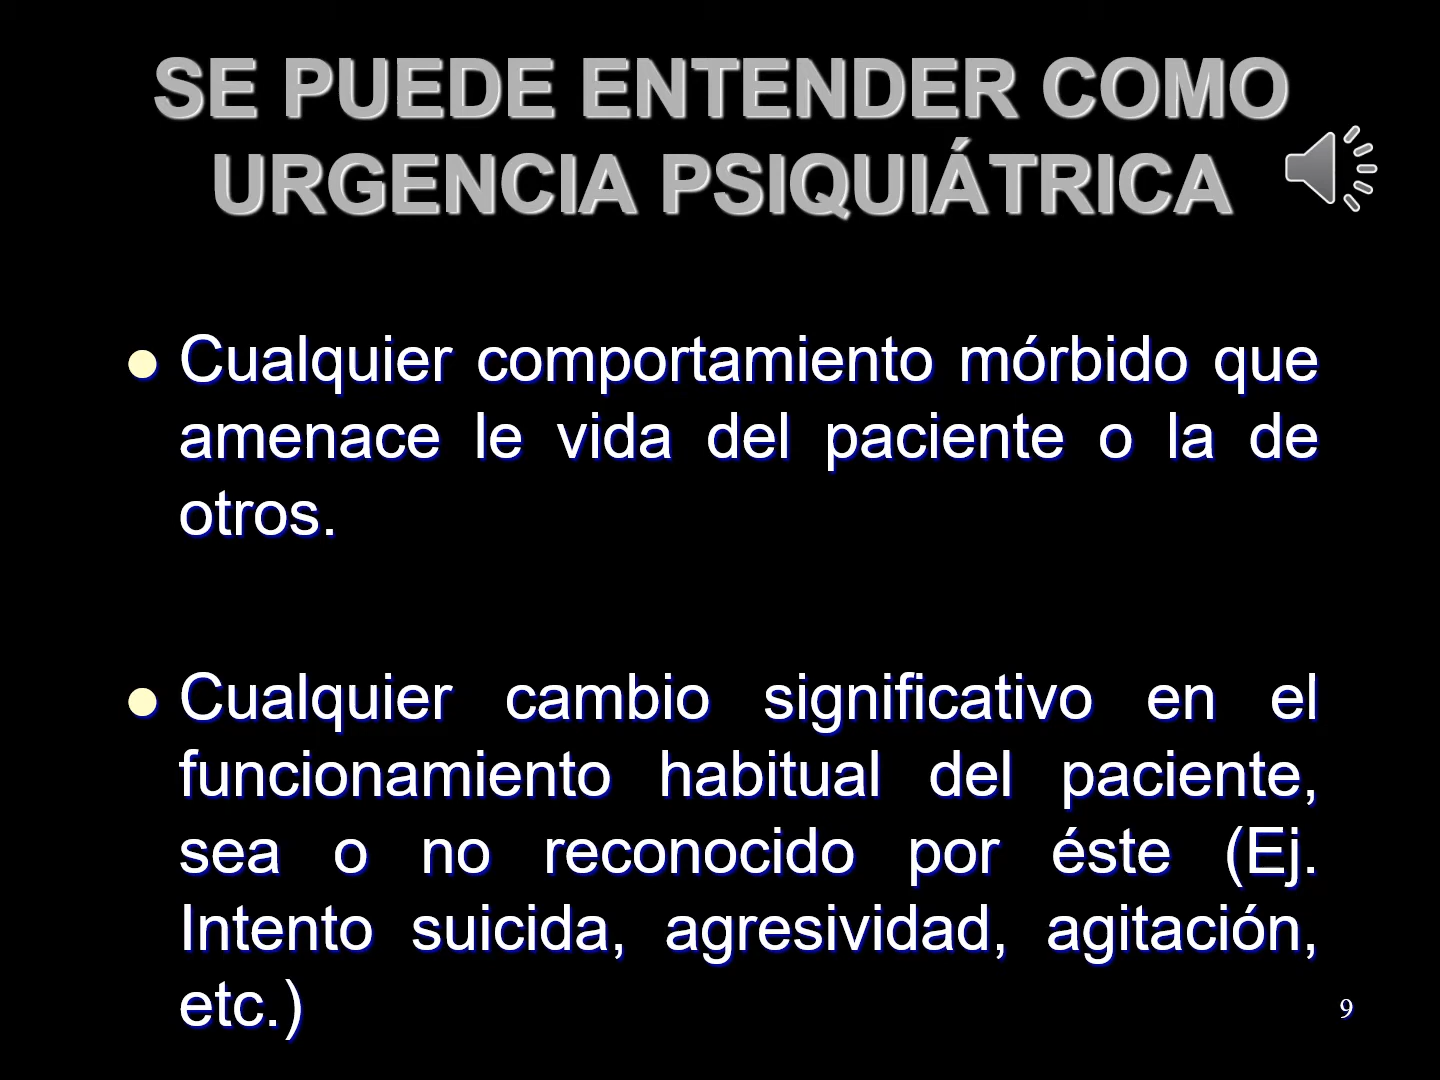 SE PUEDE ENTENDER COMO
URGENCIA PSIQUIÁTRICA
Cualquier comportamiento mórbido que
amenace le vida del paciente o la de
otros.
Cualquier cambio significativo en el
funcionamiento habitual del paciente,
sea o no reconocido por éste (Ej.
Intento suicida, agresividad, agitación,
etc.)
9